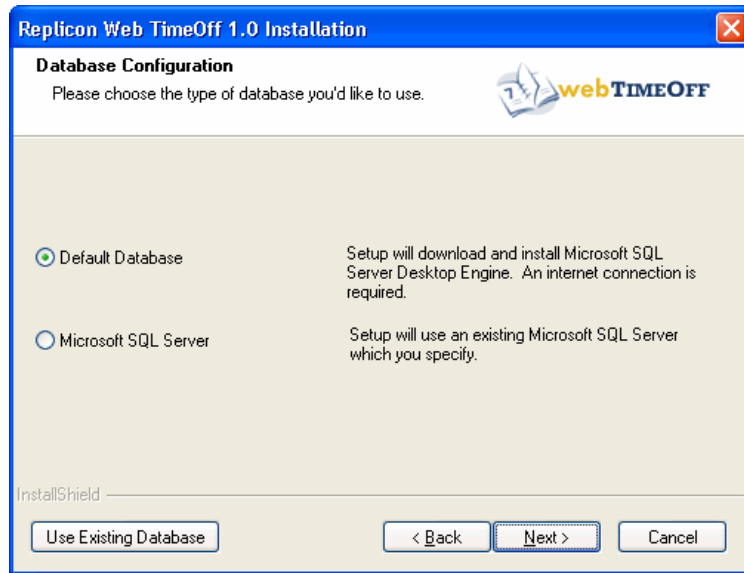 Replicon Web TimeOff 1.0 Installation
Database Configuration
Please choose the type of database you'd like to use.
webTIMEOFF
Default Database
Setup will download and install Microsoft SQL
Server Desktop Engine. An internet connection is
required.
Microsoft SQL Server
Setup will use an existing Microsoft SQL Server
which you specify.
InstallShield
Use Existing Database
< Back
Next >
Cancel